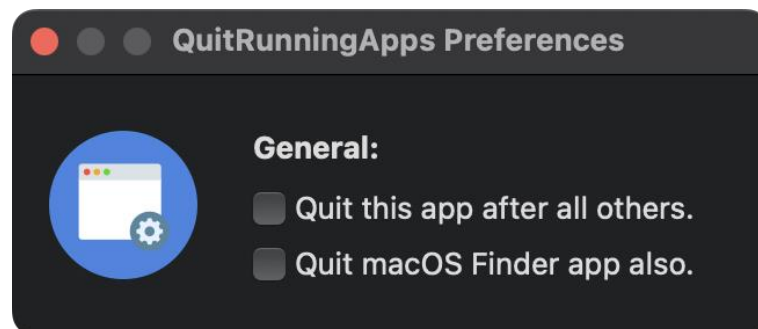 QuitRunningApps Preferences
General:
Quit this app after all others.
Quit macOS Finder app also.